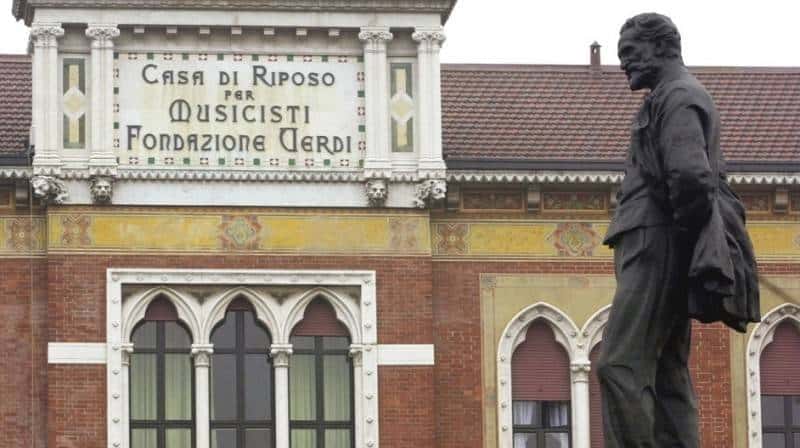 Casa di Riposo
per
Musicisti
Fondazione Verdi